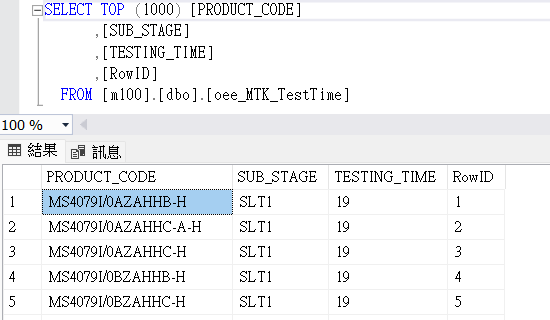 SELECT TOP (1000) [PRODUCT_CODE]
,[SUB_STAGE]
,[TESTING_TIME]
,[RowID]
FROM [m100].[dbo].[oee_MTK_TestTime]
100 %
結果 訊息
PRODUCT_CODE SUB_STAGE TESTING_TIME RowID
1 MS4079I/0AZAHHB-H SLT1 19 1
2 MS4079I/0AZAHHC-A-H SLT1 19 2
3 MS4079I/0AZAHHC-H SLT1 19 3
4 MS4079I/0BZAHHB-H SLT1 19 4
5 MS4079I/0BZAHHC-H SLT1 19 5